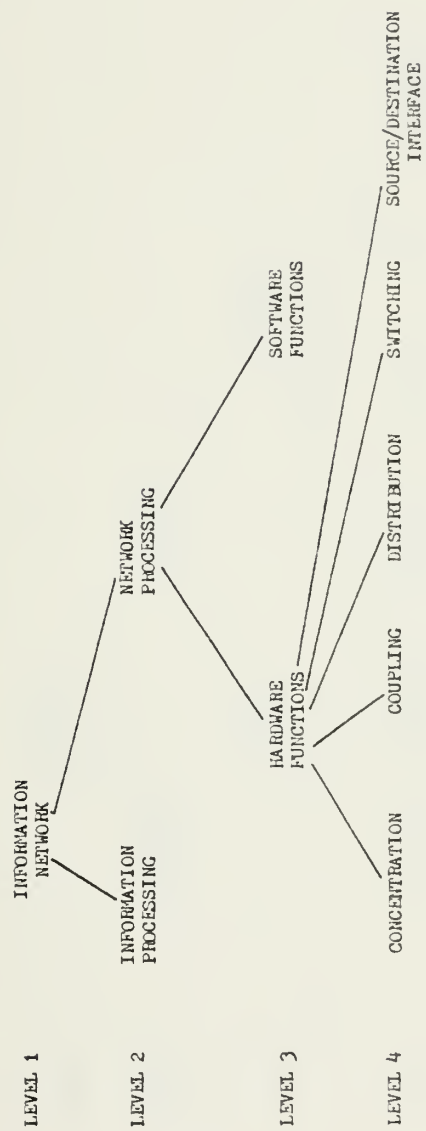 LEVEL 1
INFORMATION
NETWORK
LEVEL 2
INFORMATION
PROCESSING
NETWORK
PROCESSING
LEVEL 3
HARDWARE
FUNCTIONS
SOFTWARE
FUNCTIONS
LEVEL 4
CONCENTRATION
COUPLING
DISTRIBUTION
SWITCHING
SOURCE/DESTINATION
INTERFACE